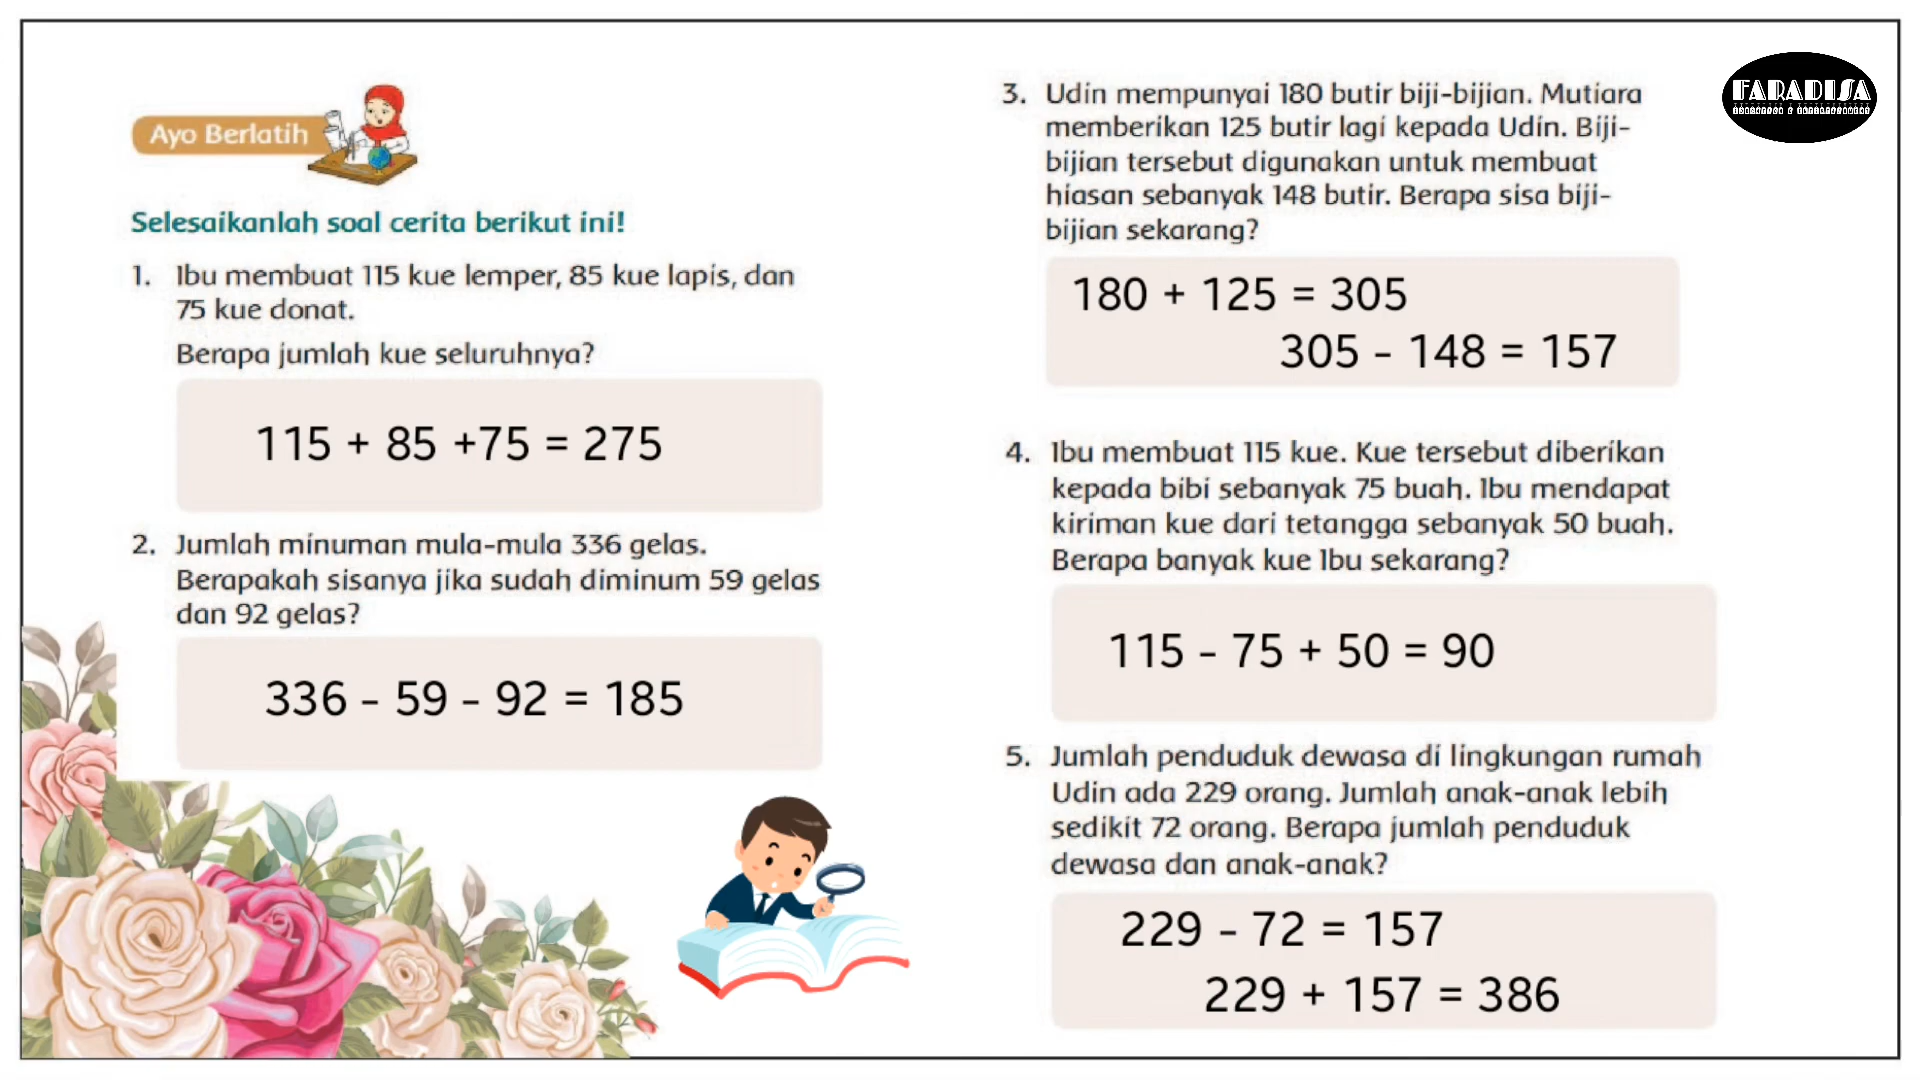 Ayo Berlatih
Selesaikanlah soal cerita berikut ini!
1. Ibu membuat 115 kue lemper, 85 kue lapis, dan
75 kue donat.
Berapa jumlah kue seluruhnya?
115 + 85 +75 = 275
2. Jumlah minuman mula-mula 336 gelas.
Berapakah sisanya jika sudah diminum 59 gelas
dan 92 gelas?
336 - 59 - 92 = 185
3. Udin mempunyai 180 butir biji-bijian. Mutiara
memberikan 125 butir lagi kepada Udin. Biji-
bijian tersebut digunakan untuk membuat
hiasan sebanyak 148 butir. Berapa sisa biji-
bijian sekarang?
180 + 125 = 305
305 - 148 = 157
4. Ibu membuat 115 kue. Kue tersebut diberikan
kepada bibi sebanyak 75 buah. Ibu mendapat
kiriman kue dari tetangga sebanyak 50 buah.
Berapa banyak kue Ibu sekarang?
115 - 75 + 50 = 90
5. Jumlah penduduk dewasa di lingkungan rumah
Udin ada 229 orang. Jumlah anak-anak lebih
sedikit 72 orang. Berapa jumlah penduduk
dewasa dan anak-anak?
229 - 72 = 157
229 + 157 = 386
FARADISA